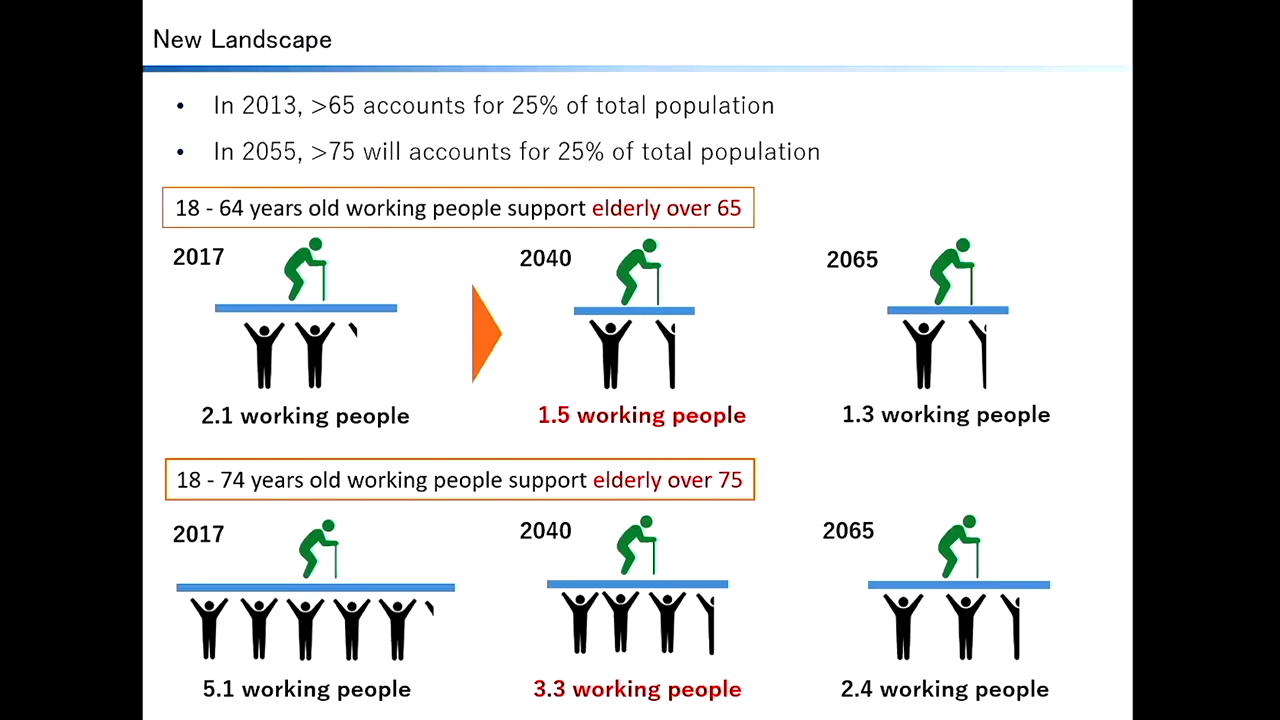 New Landscape
• In 2013, >65 accounts for 25% of total population
• In 2055, >75 will accounts for 25% of total population
18 - 64 years old working people support elderly over 65
2017
2040
2065
2.1 working people
1.5 working people
1.3 working people
18 - 74 years old working people support elderly over 75
2017
2040
2065
5.1 working people
3.3 working people
2.4 working people